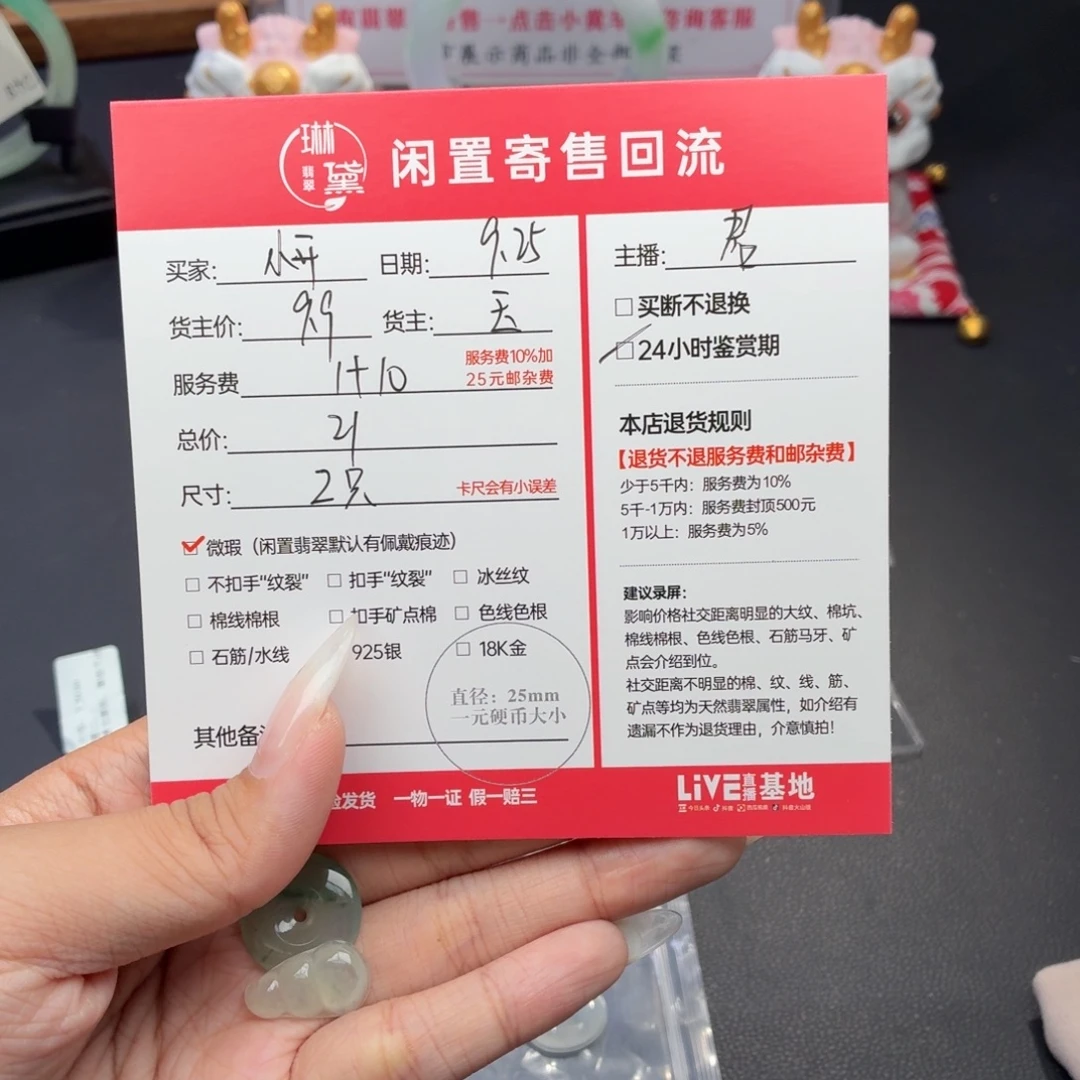 琳
翡翠 黛
闲置寄售回流
买家: 小开 日期: 9.25
货主价: 9.9 货主: 天
服务费 1+10 服务费10%加
25元邮杂费
总价: 21
尺寸: 2只 卡尺会有小误差
☑微瑕（闲置翡翠默认有佩戴痕迹）
□ 不扣手“纹裂” □ 扣手“纹裂” □ 冰丝纹
□ 棉线棉根 □ 扣手矿点棉 □ 色线色根
□ 石筋/水线 925银 □ 18K金
直径：25mm
一元硬币大小
其他备
发货 一物一证 假一赔三
主播: 君
□买断不退换
□24小时鉴赏期
本店退货规则
【退货不退服务费和邮杂费】
少于5千内：服务费为10%
5千-1万内：服务费封顶500元
1万以上：服务费为5%
建议录屏：
影响价格社交距离明显的大纹、棉坑、
棉线棉根、色线色根、石筋马牙、矿
点会介绍到位。
社交距离不明显的棉、纹、线、筋、
矿点等均为天然翡翠属性，如介绍有
遗漏不作为退货理由，介意慎拍！
LiVE直播基地